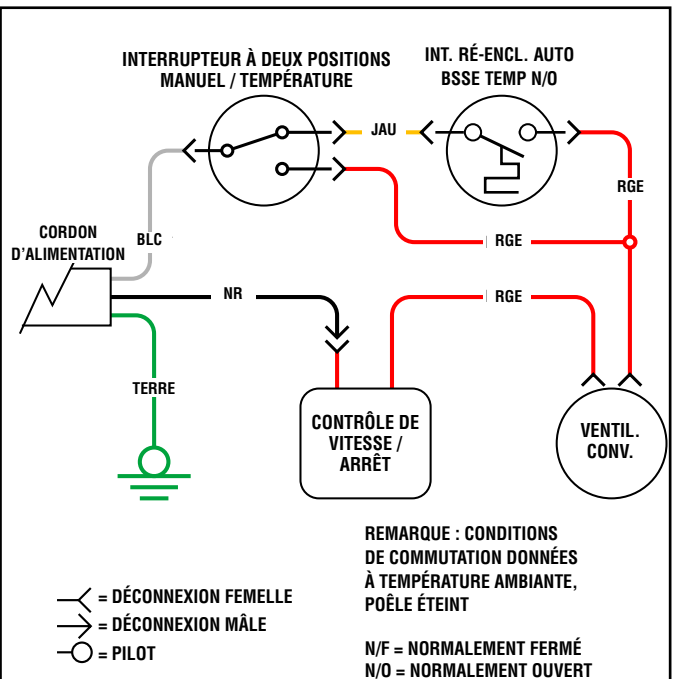 INTERRUPTEUR À DEUX POSITIONS
MANUEL / TEMPÉRATURE
INT. RÉ-ENCL. AUTO
BSSE TEMP N/O
JAU
RGE
CORDON
D'ALIMENTATION
BLC
RGE
NR
RGE
TERRE
CONTRÔLE DE
VITESSE /
ARRÊT
VENTIL.
CONV.
REMARQUE : CONDITIONS
DE COMMUTATION DONNÉES
À TEMPÉRATURE AMBIANTE,
POÊLE ÉTEINT
= DÉCONNEXION FEMELLE
= DÉCONNEXION MÂLE
= PILOT
N/F = NORMALEMENT FERMÉ
N/O = NORMALEMENT OUVERT